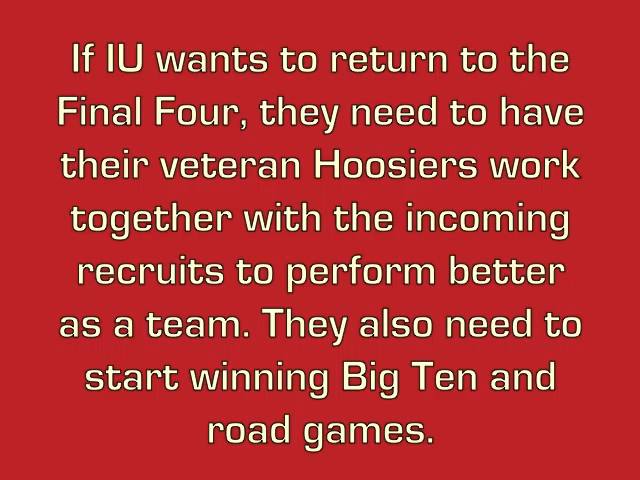 If IU wants to return to the
Final Four, they need to have
their veteran Hoosiers work
together with the incoming
recruits to perform better
as a team. They also need to
start winning Big Ten and
road games.